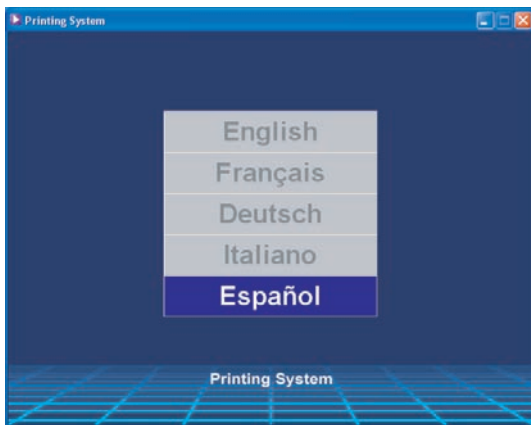 Printing System
English
Français
Deutsch
Italiano
Español
Printing System